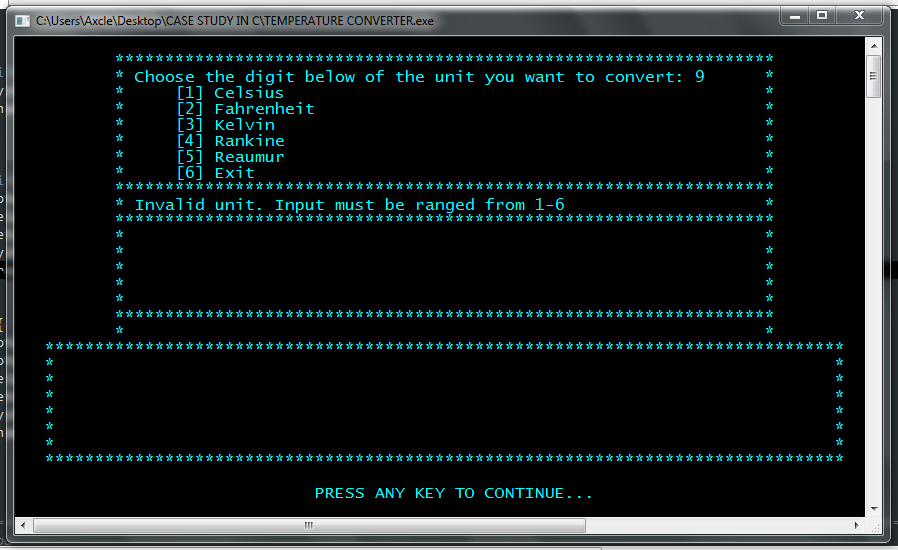 C:\Users\Axcle\Desktop\CASE STUDY IN C\TEMPERATURE CONVERTER.exe
*****************************************************************
* Choose the digit below of the unit you want to convert: 9 *
* [1] Celsius *
* [2] Fahrenheit *
* [3] Kelvin *
* [4] Rankine *
* [5] Reaumur *
* [6] Exit *
*****************************************************************
* Invalid unit. Input must be ranged from 1-6 *
*****************************************************************
* *
* *
* *
* *
* *
*****************************************************************
* *
********************************************************************************
* *
* *
* *
* *
* *
* *
********************************************************************************
PRESS ANY KEY TO CONTINUE...